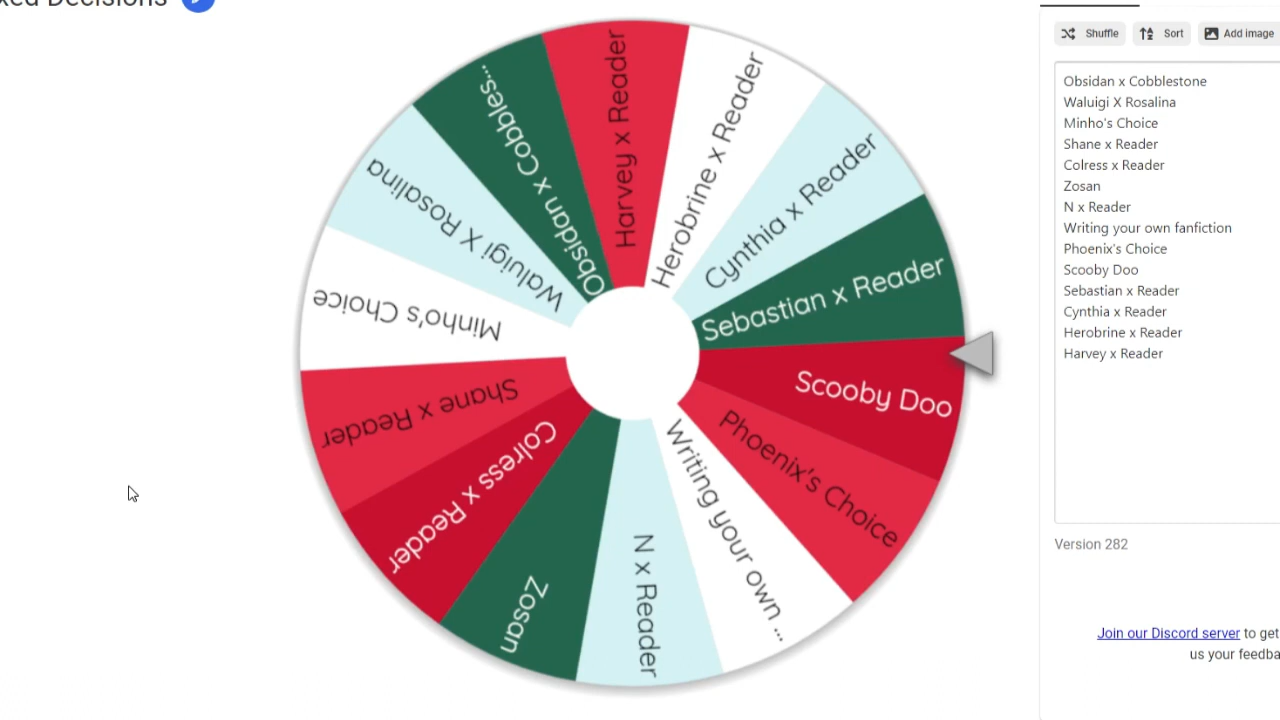 xed Decisions
Shuffle
Sort
Add image
Obsidan x Cobblestone
Waluigi X Rosalina
Minho's Choice
Shane x Reader
Colress x Reader
Zosan
N x Reader
Writing your own fanfiction
Phoenix's Choice
Scooby Doo
Sebastian x Reader
Cynthia x Reader
Herobrine x Reader
Harvey x Reader
Version 282
Join our Discord server to get
us your feedba
Harvey x Reader
Herobrine x Reader
Cynthia x Reader
Sebastian x Reader
Scooby Doo
Phoenix's Choice
Writing your own ...
N x Reader
Zosan
Colress x Reader
Shane x Reader
Minho's Choice
Waluigi X Rosalina
Obsidan x Cobbles...